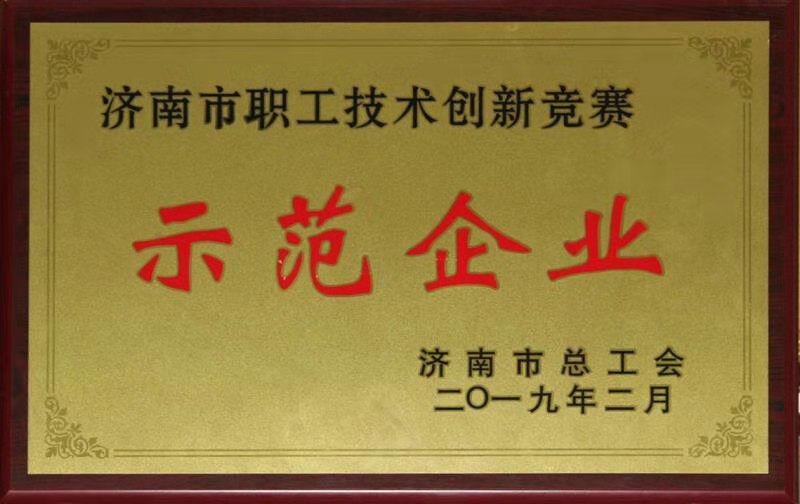 济南市职工技术创新竞赛
示范企业
济南市总工会
二〇一九年二月